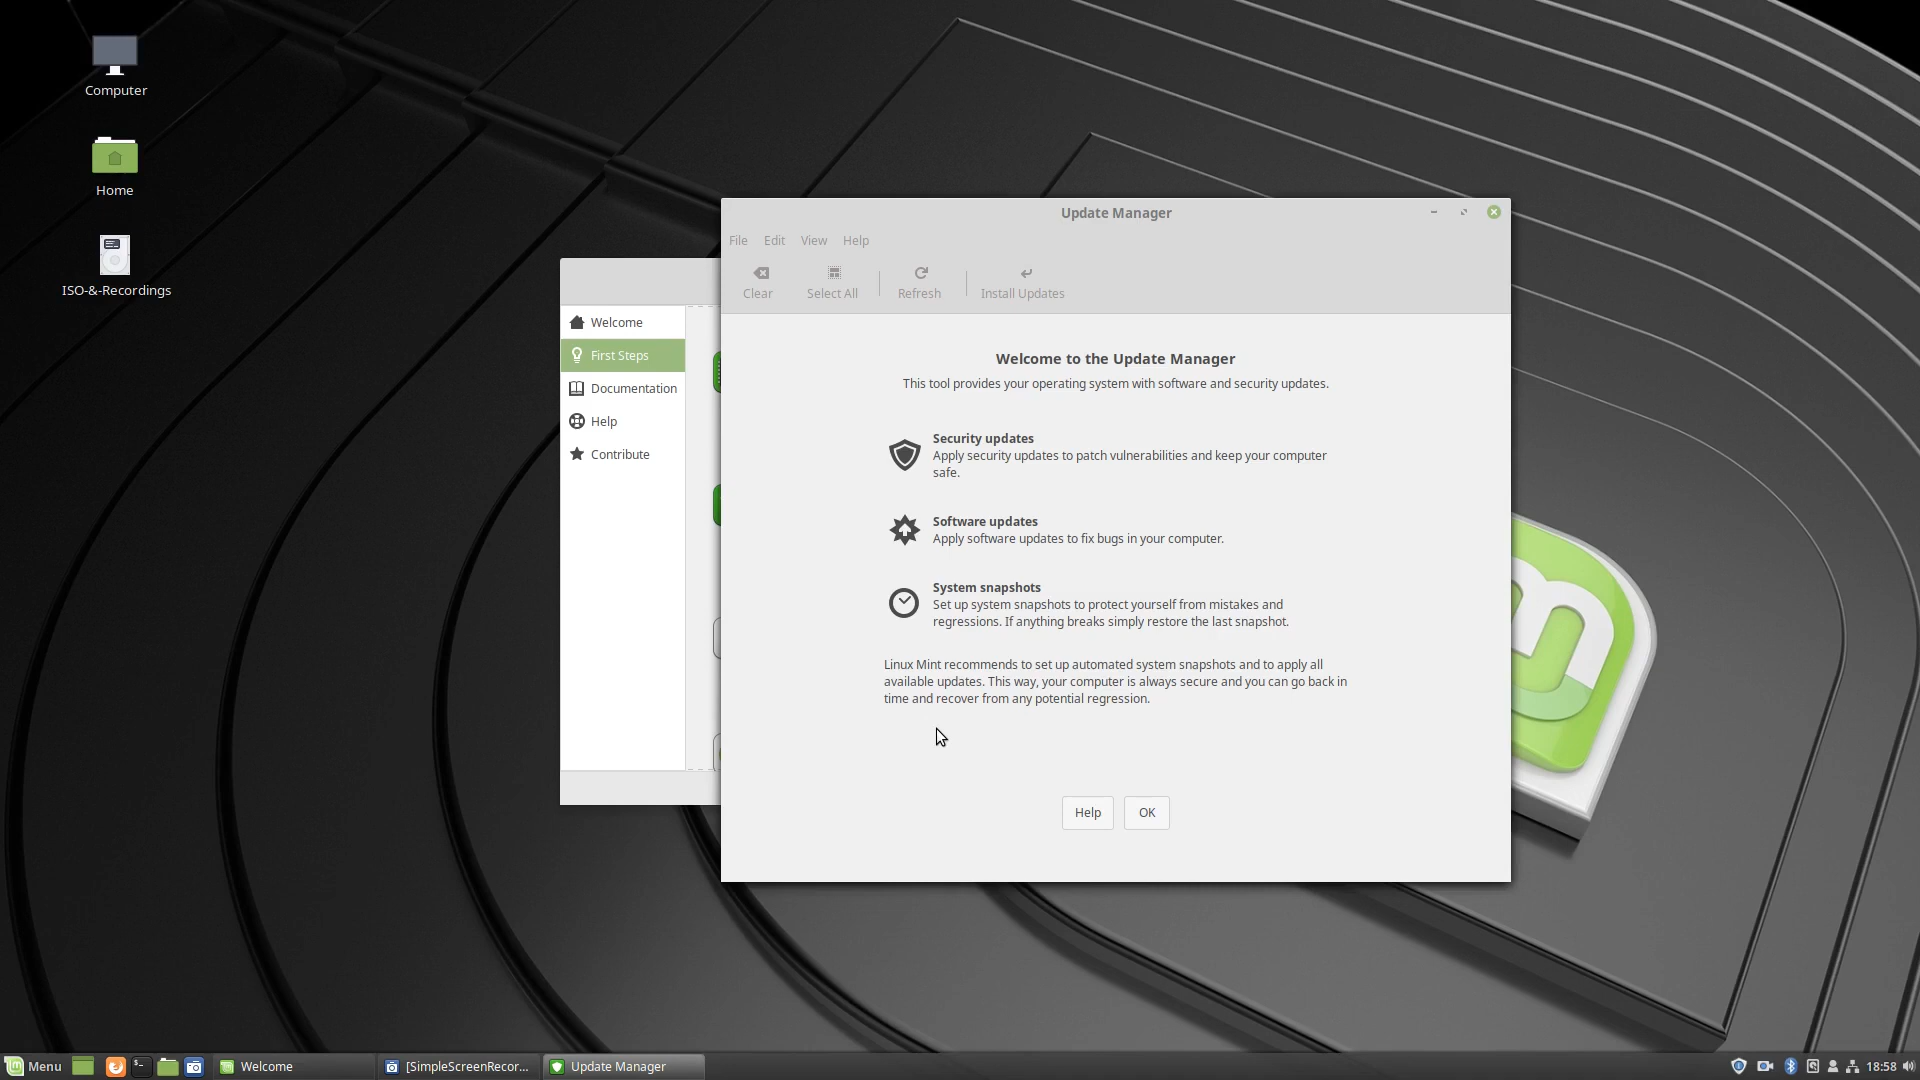 Computer
Home
ISO-&-Recordings
Update Manager
File Edit View Help
Clear Select All Refresh Install Updates
Welcome
First Steps
Documentation
Help
Contribute
Welcome to the Update Manager
This tool provides your operating system with software and security updates.
Security updates
Apply security updates to patch vulnerabilities and keep your computer
safe.
Software updates
Apply software updates to fix bugs in your computer.
System snapshots
Set up system snapshots to protect yourself from mistakes and
regressions. If anything breaks simply restore the last snapshot.
Linux Mint recommends to set up automated system snapshots and to apply all
available updates. This way, your computer is always secure and you can go back in
time and recover from any potential regression.
Help OK
Menu Welcome [SimpleScreenRecor... Update Manager 18:58